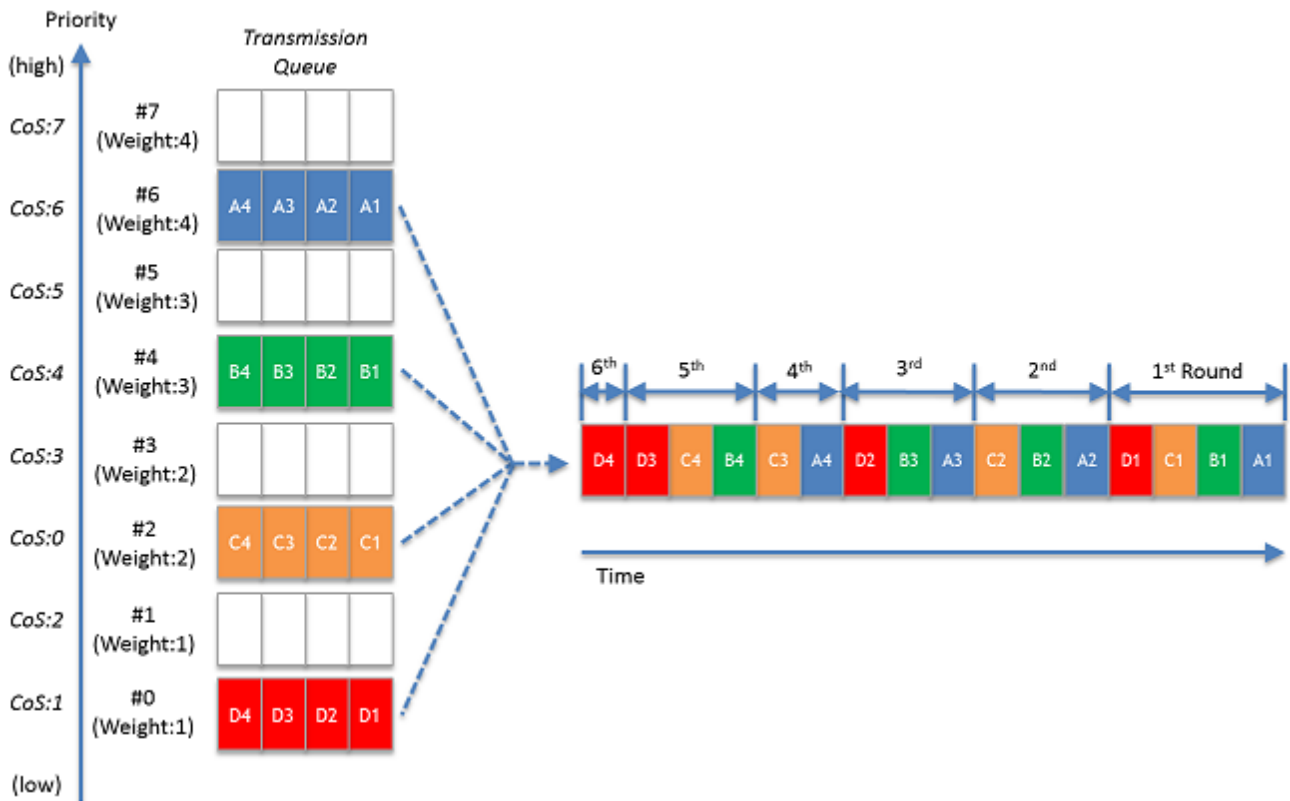 Priority
Transmission
Queue
(high)
CoS:7
#7
(Weight:4)
CoS:6
#6
(Weight:4)
A4 A3 A2 A1
CoS:5
#5
(Weight:3)
CoS:4
#4
(Weight:3)
B4 B3 B2 B1
CoS:3
#3
(Weight:2)
CoS:0
#2
(Weight:2)
C4 C3 C2 C1
CoS:2
#1
(Weight:1)
CoS:1
#0
(Weight:1)
D4 D3 D2 D1
(low)
6th 5th 4th 3rd 2nd 1st Round
D4 D3 C4 B4 C3 A4 D2 B3 A3 C2 B2 A2 D1 C1 B1 A1
Time